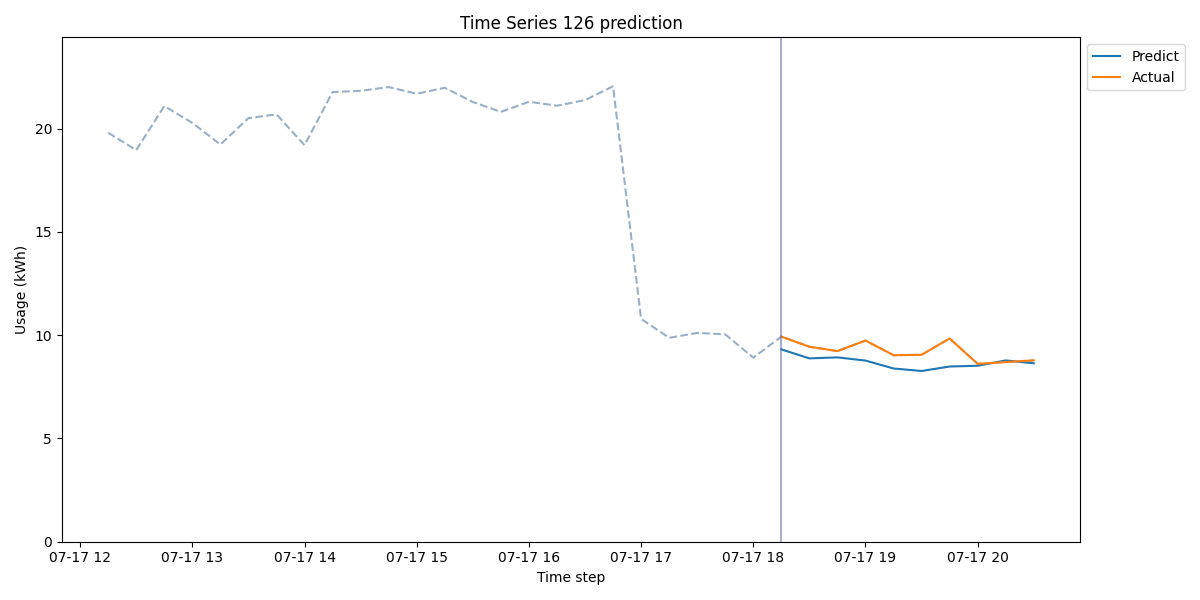 Time Series 126 prediction
Predict
Actual
Usage (kWh)
20
15
10
5
0
07-17 12 07-17 13 07-17 14 07-17 15 07-17 16 07-17 17 07-17 18 07-17 19 07-17 20
Time step